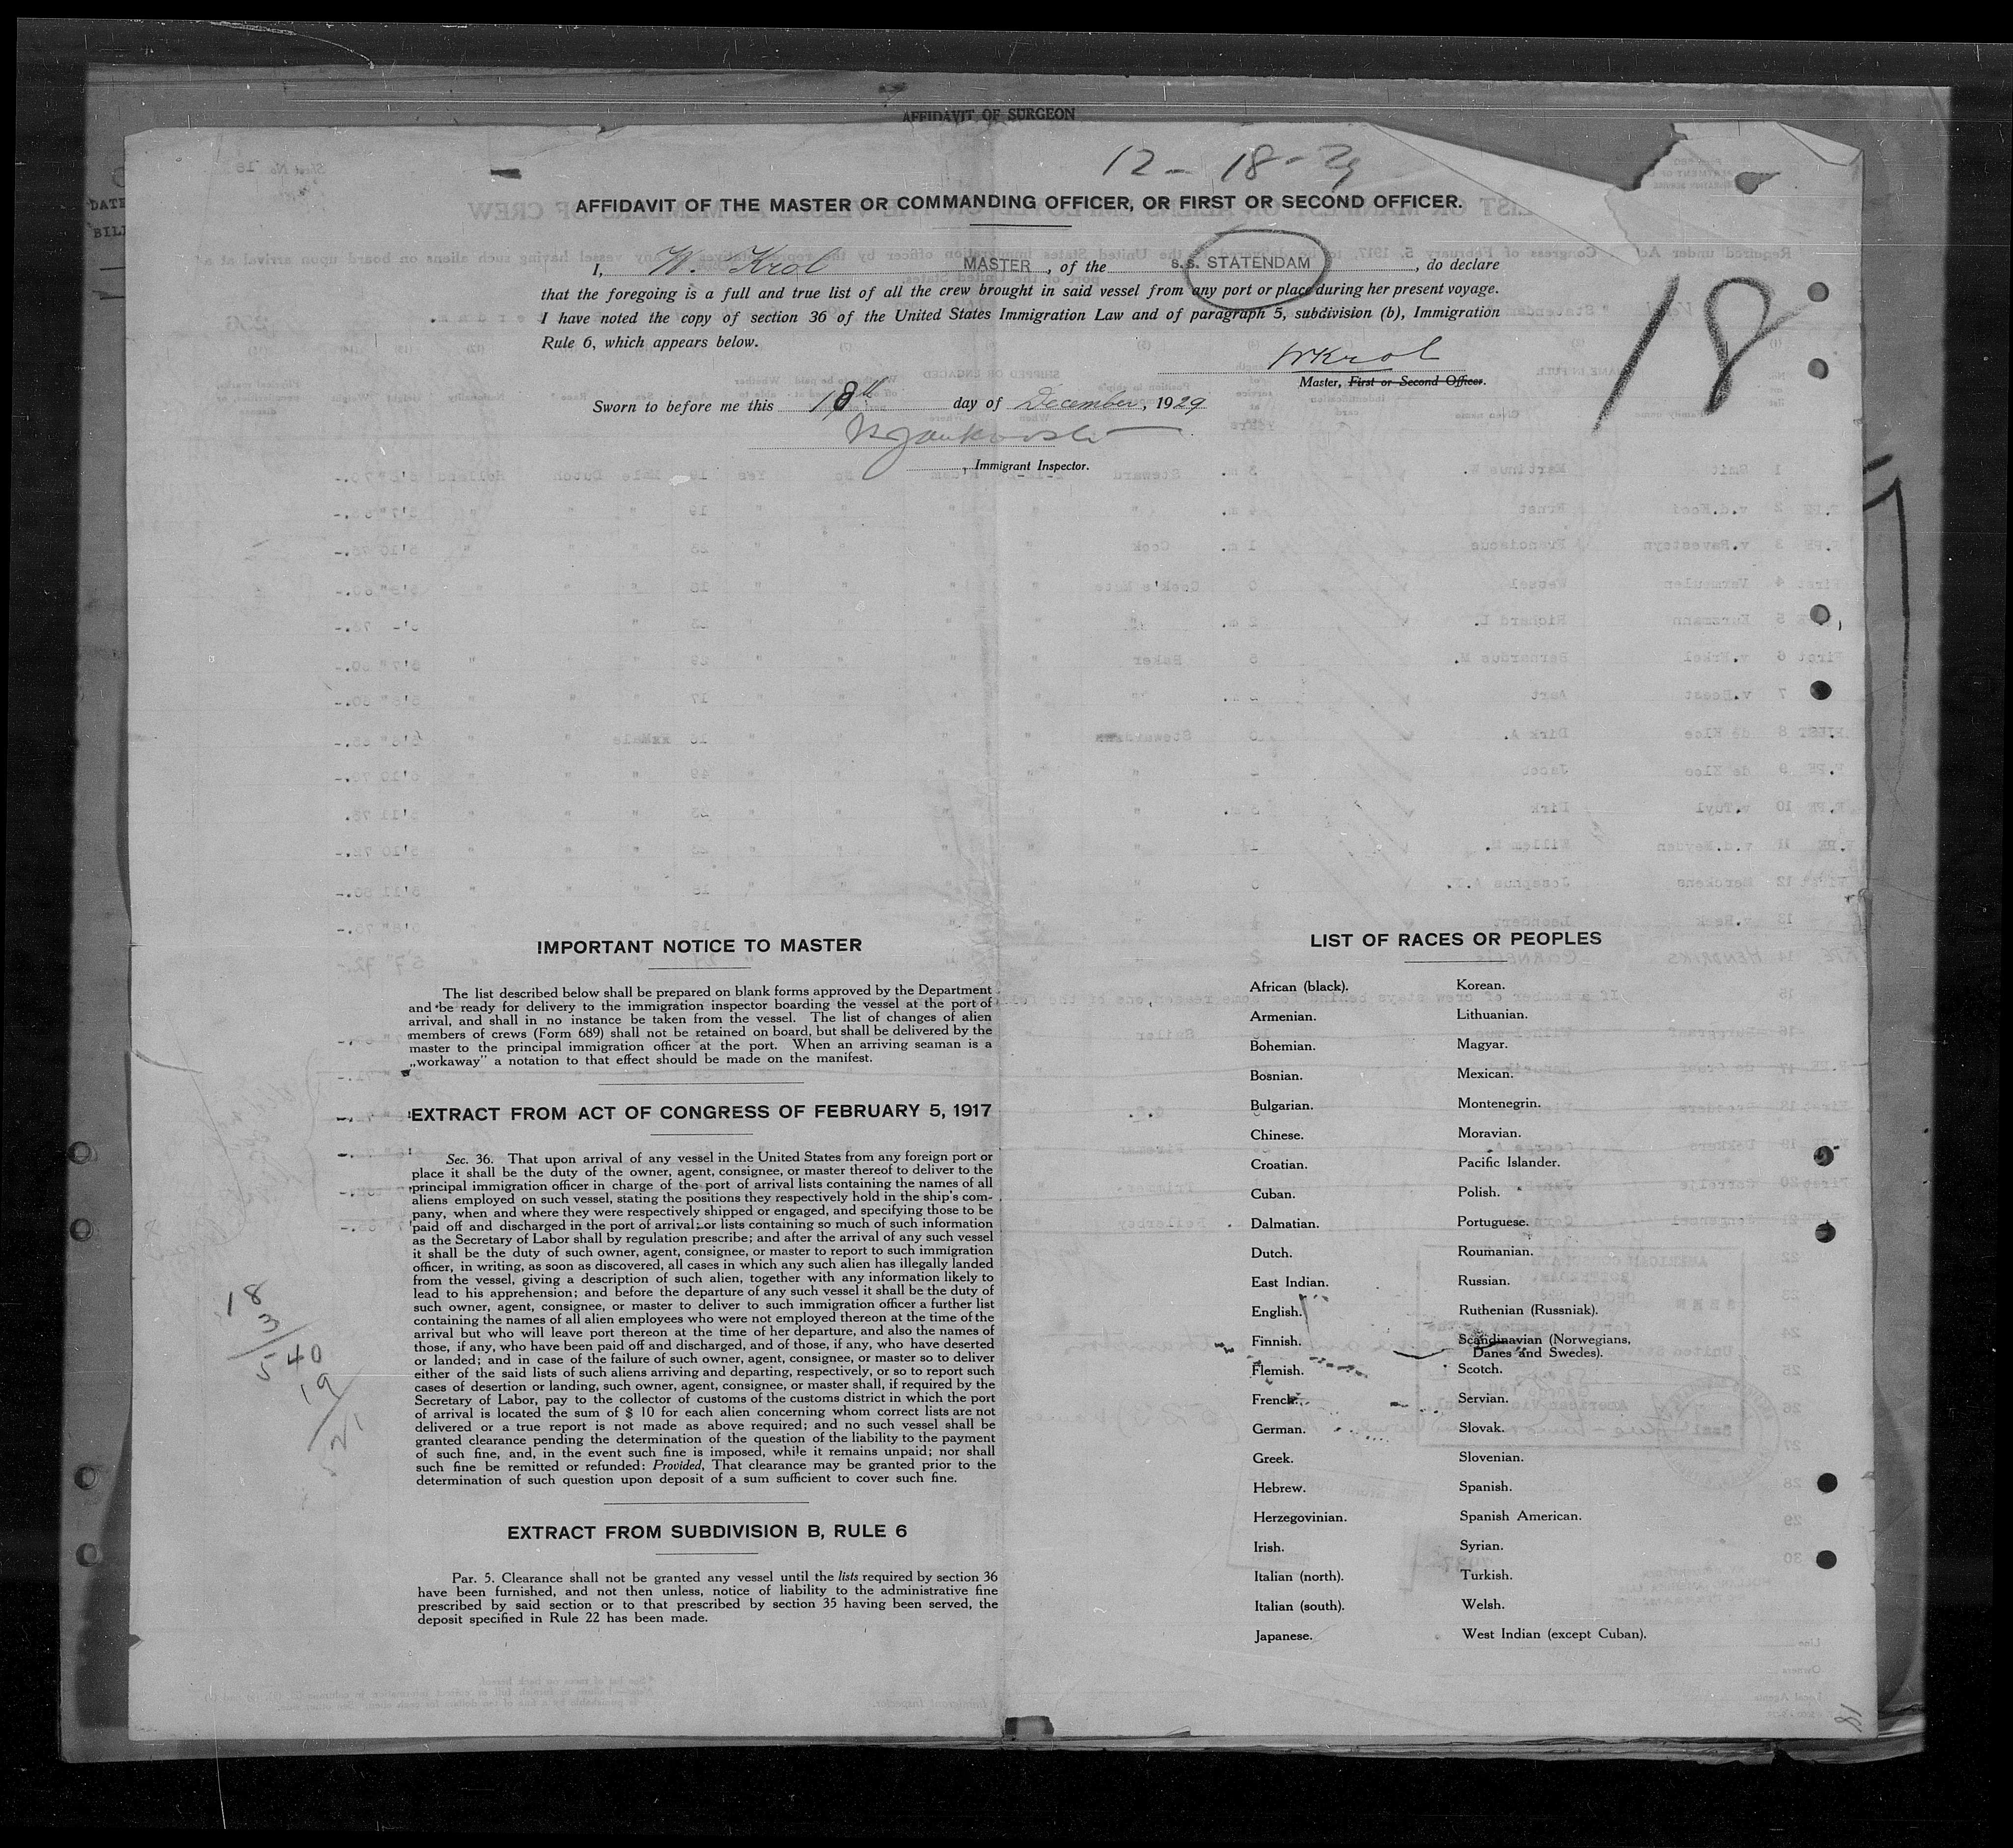 AFFIDAVIT OF SURGEON
12 - 18 - 29
AFFIDAVIT OF THE MASTER OR COMMANDING OFFICER, OR FIRST OR SECOND OFFICER.
I, W. Krol MASTER, of the S.S. STATENDAM, do declare
that the foregoing is a full and true list of all the crew brought in said vessel from any port or place during her present voyage.
I have noted the copy of section 36 of the United States Immigration Law and of paragraph 5, subdivision (b), Immigration
Rule 6, which appears below.
18
WKrol
Master, First or Second Officer.
Sworn to before me this 18th day of December, 1929
, Immigrant Inspector.
IMPORTANT NOTICE TO MASTER
The list described below shall be prepared on blank forms approved by the Department
and be ready for delivery to the immigration inspector boarding the vessel at the port of
arrival, and shall in no instance be taken from the vessel. The list of changes of alien
members of crews (Form 689) shall not be retained on board, but shall be delivered by the
master to the principal immigration officer at the port. When an arriving seaman is a
„workaway” a notation to that effect should be made on the manifest.
EXTRACT FROM ACT OF CONGRESS OF FEBRUARY 5, 1917
Sec. 36. That upon arrival of any vessel in the United States from any foreign port or
place it shall be the duty of the owner, agent, consignee, or master thereof to deliver to the
principal immigration officer in charge of the port of arrival lists containing the names of all
aliens employed on such vessel, stating the positions they respectively hold in the ship's com-
pany, when and where they were respectively shipped or engaged, and specifying those to be
paid off and discharged in the port of arrival; or lists containing so much of such information
as the Secretary of Labor shall by regulation prescribe; and after the arrival of any such vessel
it shall be the duty of such owner, agent, consignee, or master to report to such immigration
officer, in writing, as soon as discovered, all cases in which any such alien has illegally landed
from the vessel, giving a description of such alien, together with any information likely to
lead to his apprehension; and before the departure of any such vessel it shall be the duty of
such owner, agent, consignee, or master to deliver to such immigration officer a further list
containing the names of all alien employees who were not employed thereon at the time of the
arrival but who will leave port thereon at the time of her departure, and also the names of
those, if any, who have been paid off and discharged, and of those, if any, who have deserted
or landed; and in case of the failure of such owner, agent, consignee, or master so to deliver
either of the said lists of such aliens arriving and departing, respectively, or so to report such
cases of desertion or landing, such owner, agent, consignee, or master shall, if required by the
Secretary of Labor, pay to the collector of customs of the customs district in which the port
of arrival is located the sum of $ 10 for each alien concerning whom correct lists are not
delivered or a true report is not made as above required; and no such vessel shall be
granted clearance pending the determination of the question of the liability to the payment
of such fine, and, in the event such fine is imposed, while it remains unpaid; nor shall
such fine be remitted or refunded: Provided, That clearance may be granted prior to the
determination of such question upon deposit of a sum sufficient to cover such fine.
EXTRACT FROM SUBDIVISION B, RULE 6
Par. 5. Clearance shall not be granted any vessel until the lists required by section 36
have been furnished, and not then unless, notice of liability to the administrative fine
prescribed by said section or to that prescribed by section 35 having been served, the
deposit specified in Rule 22 has been made.
18
3
540
19
21
LIST OF RACES OR PEOPLES
African (black).
Armenian.
Bohemian.
Bosnian.
Bulgarian.
Chinese.
Croatian.
Cuban.
Dalmatian.
Dutch.
East Indian.
English.
Finnish.
Flemish.
French.
German.
Greek.
Hebrew.
Herzegovinian.
Irish.
Italian (north).
Italian (south).
Japanese.
Korean.
Lithuanian.
Magyar.
Mexican.
Montenegrin.
Moravian.
Pacific Islander.
Polish.
Portuguese.
Roumanian.
Russian.
Ruthenian (Russniak).
Scandinavian (Norwegians,
Danes and Swedes).
Scotch.
Servian.
Slovak.
Slovenian.
Spanish.
Spanish American.
Syrian.
Turkish.
Welsh.
West Indian (except Cuban).
18